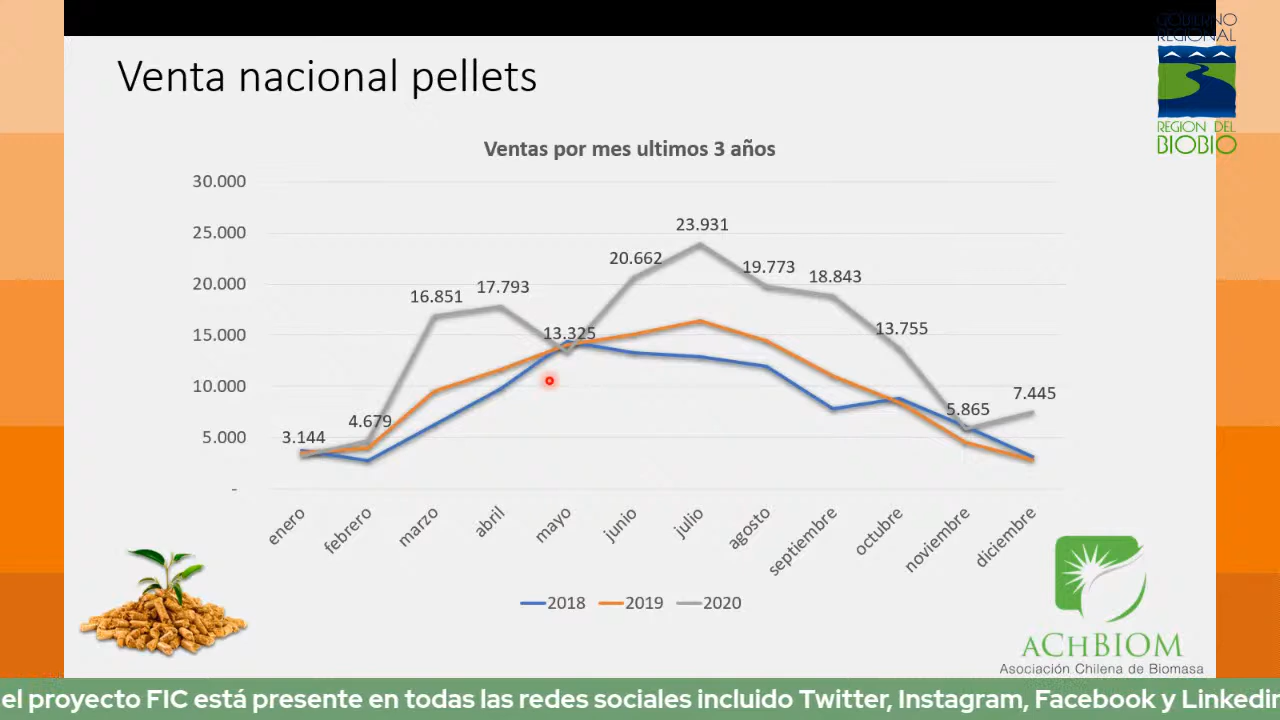 GOBIERNO
REGIONAL
REGION DEL
BIOBIO
Venta nacional pellets
Ventas por mes ultimos 3 años
30.000
25.000
20.000
15.000
10.000
5.000
-
3.144
4.679
16.851
17.793
13.325
20.662
23.931
19.773
18.843
13.755
5.865
7.445
enero
febrero
marzo
abril
mayo
junio
julio
agosto
septiembre
octubre
noviembre
diciembre
2018 2019 2020
ACHBIOM
Asociación Chilena de Biomasa
el proyecto FIC está presente en todas las redes sociales incluido Twitter, Instagram, Facebook y Linkedin